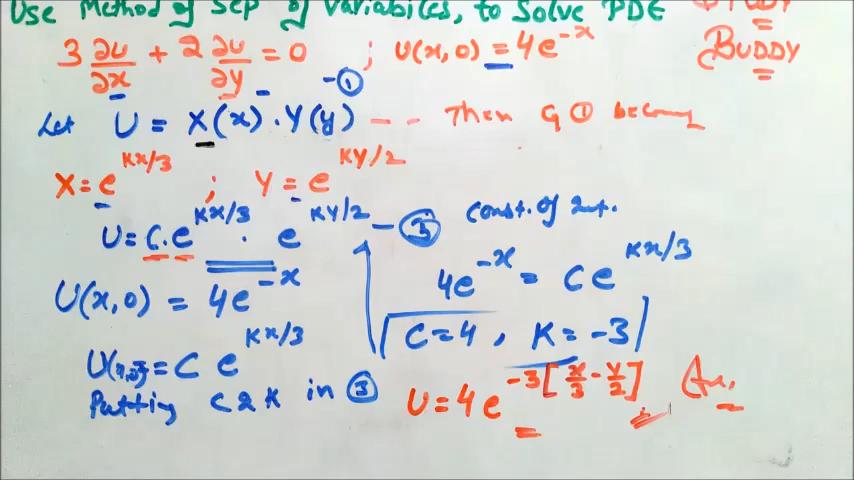 Use Method of Sep of Variables, to Solve PDE STUDY
3 ∂u/∂x + 2 ∂u/∂y = 0 ; U(x,0) = 4e^-x BUDDY
- ①
Let U = X(x) · Y(y) - - - Then Eq ① becomes
X = e^Kx/3 ; Y = e^Ky/2
U = C.e^Kx/3 . e^KY/2 - ③ Const. of Int.
U(x,0) = 4e^-x 4e^-x = C e^Kx/3
U(x,0) = C e^Kx/3 C=4 , K=-3
Putting C & K in ③ U = 4e^-3[x/3 - Y/2] Ans.